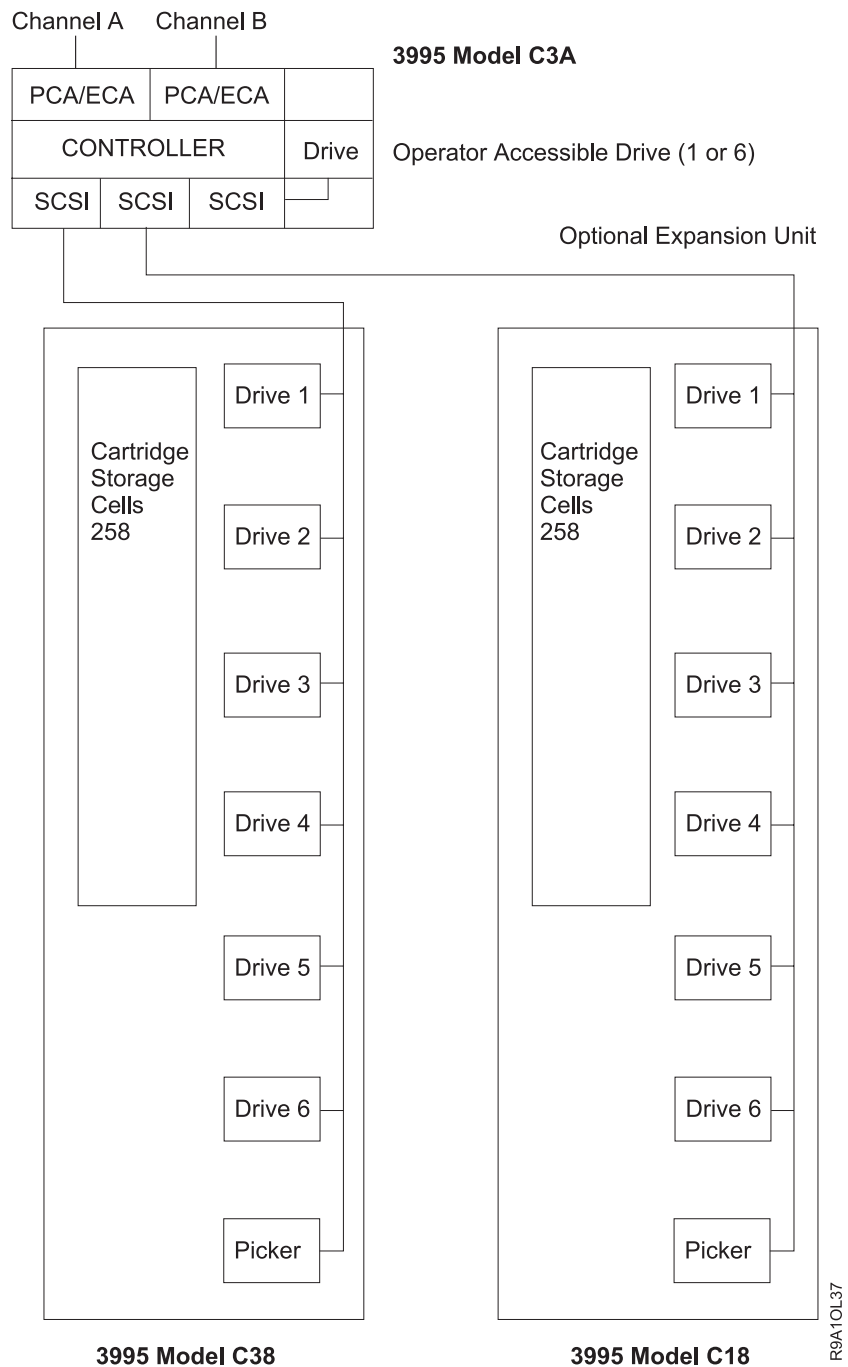 Channel A
Channel B
3995 Model C3A
PCA/ECA
PCA/ECA
CONTROLLER
Drive
Operator Accessible Drive (1 or 6)
SCSI
SCSI
SCSI
Optional Expansion Unit
Cartridge
Storage
Cells
258
Drive 1
Drive 2
Drive 3
Drive 4
Drive 5
Drive 6
Picker
3995 Model C38
Cartridge
Storage
Cells
258
Drive 1
Drive 2
Drive 3
Drive 4
Drive 5
Drive 6
Picker
3995 Model C18
R9A1OL37